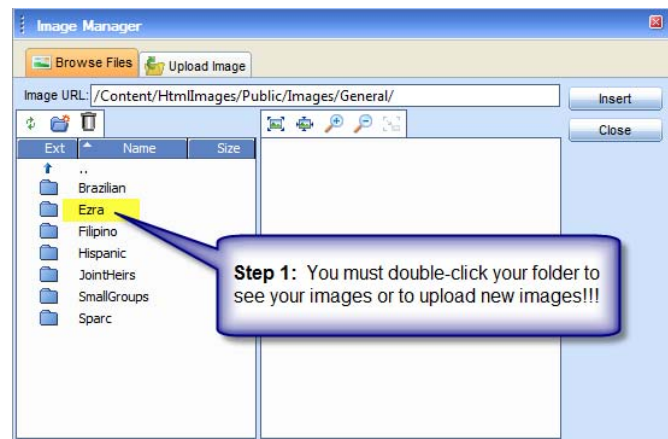 Image Manager
Browse Files Upload Image
Image URL: /Content/HtmlImages/Public/Images/General/
Insert
Close
Ext Name Size
..
Brazilian
Ezra
Filipino
Hispanic
JointHeirs
SmallGroups
Sparc
Step 1: You must double-click your folder to
see your images or to upload new images!!!